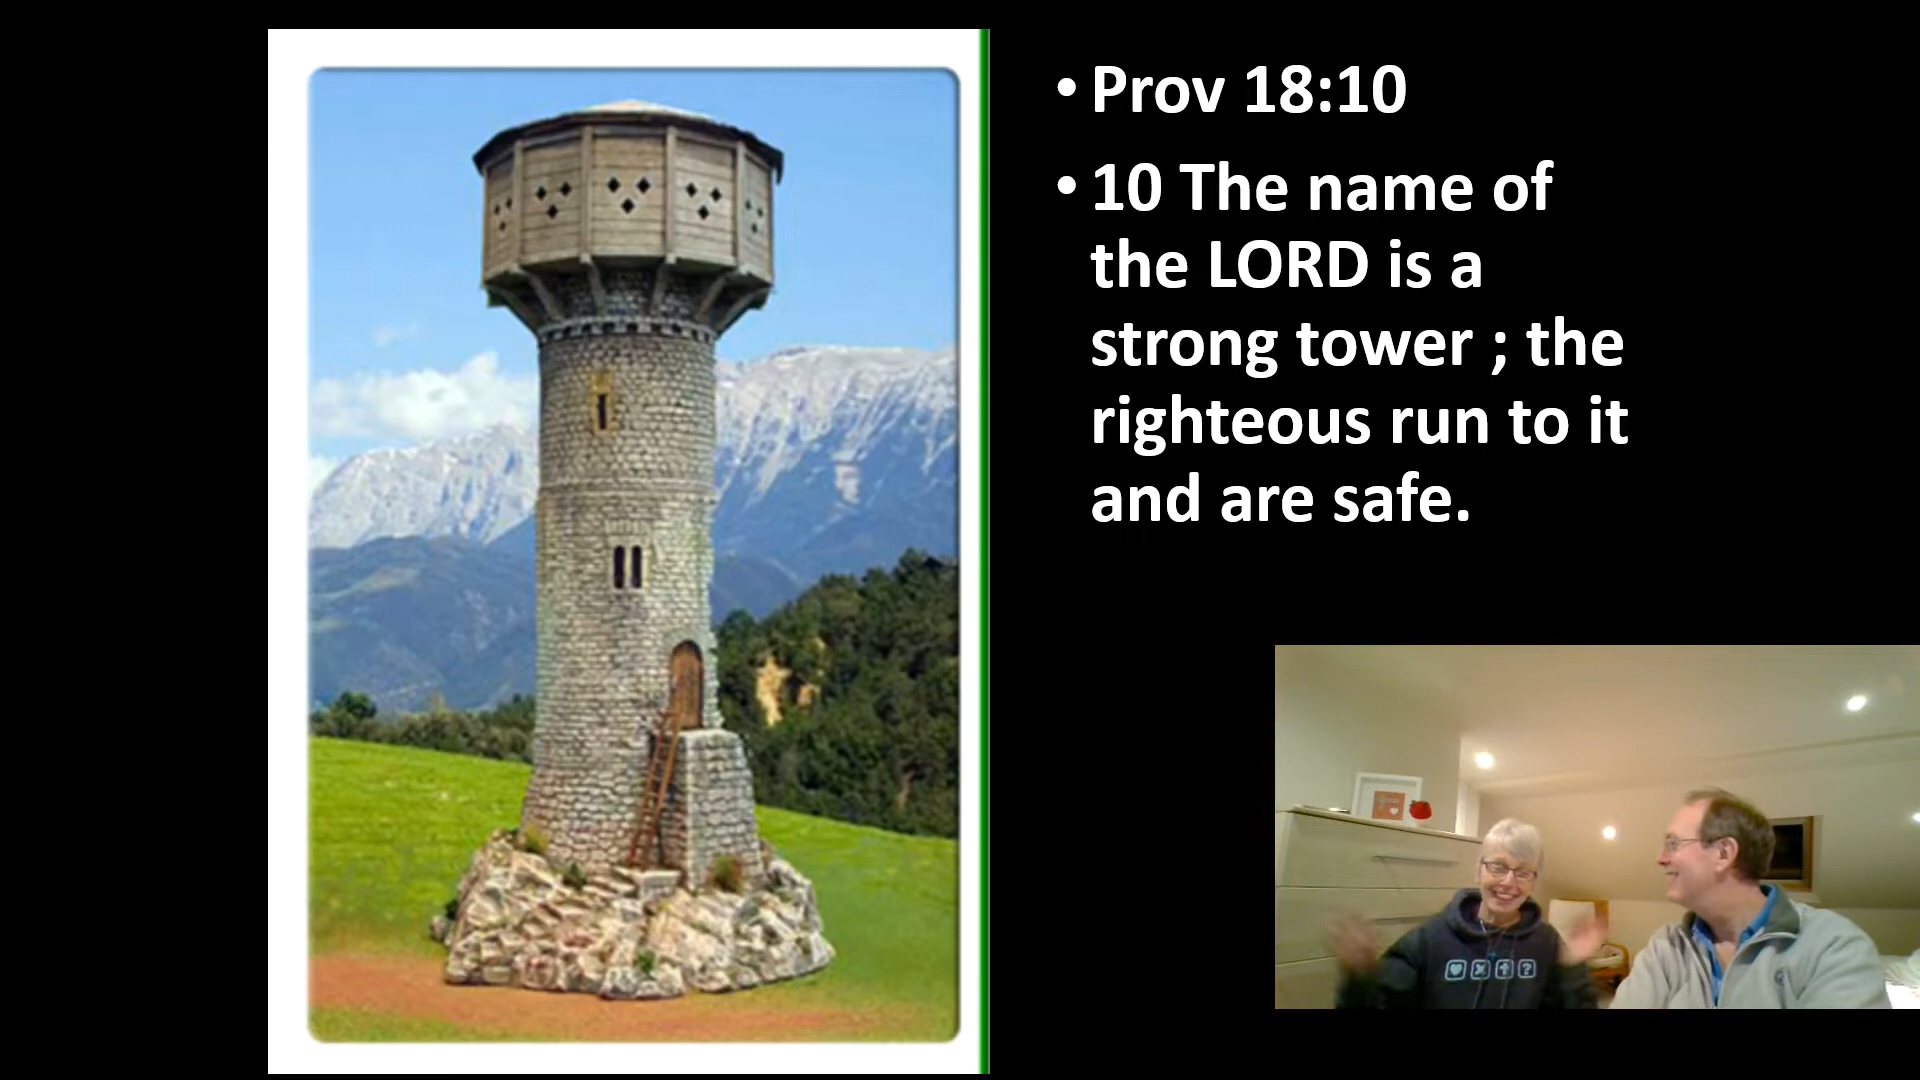 • Prov 18:10
• 10 The name of
the LORD is a
strong tower ; the
righteous run to it
and are safe.